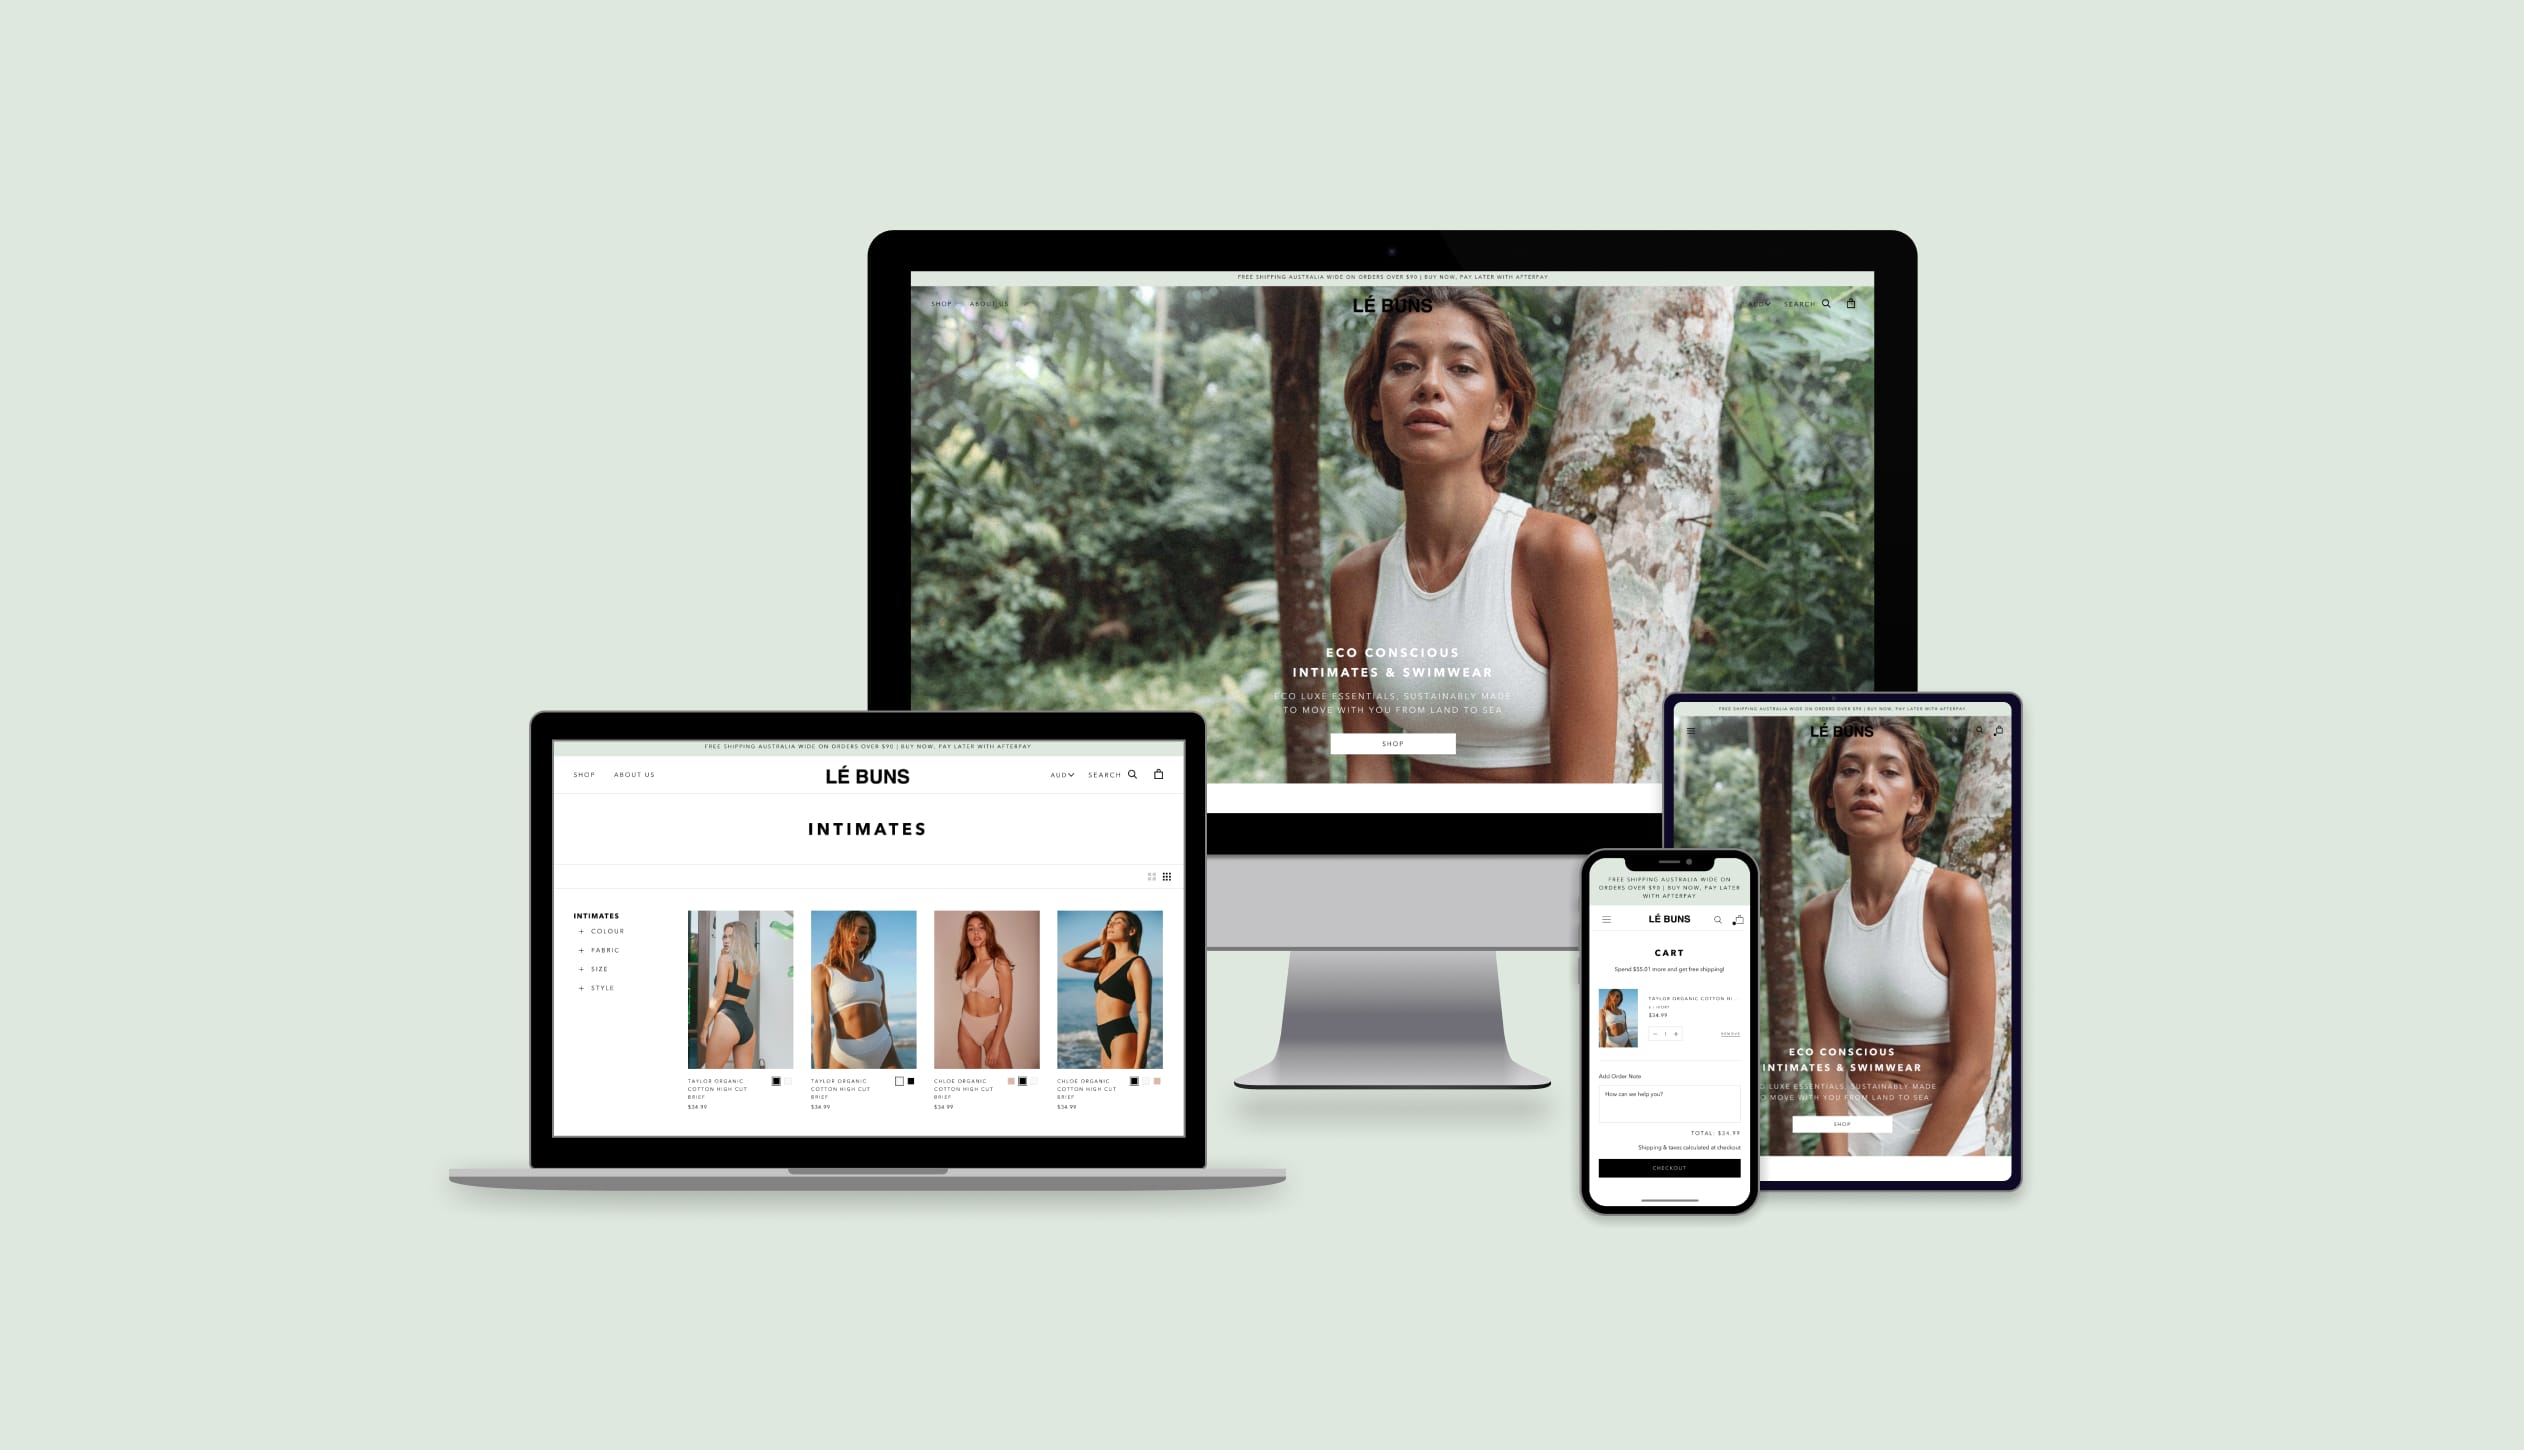 FREE SHIPPING AUSTRALIA WIDE ON ORDERS OVER $90 | BUY NOW, PAY LATER WITH AFTERPAY
SHOP ABOUT US LÉ BUNS AUD SEARCH
ECO CONSCIOUS
INTIMATES & SWIMWEAR
ECO LUXE ESSENTIALS, SUSTAINABLY MADE
TO MOVE WITH YOU FROM LAND TO SEA
SHOP
FREE SHIPPING AUSTRALIA WIDE ON ORDERS OVER $90 | BUY NOW, PAY LATER WITH AFTERPAY
SHOP ABOUT US LÉ BUNS AUD SEARCH
INTIMATES
INTIMATES
+ COLOUR
+ FABRIC
+ SIZE
+ STYLE
TAYLOR ORGANIC
COTTON HIGH CUT
BRIEF
$34.99
TAYLOR ORGANIC
COTTON HIGH CUT
BRIEF
$34.99
CHLOE ORGANIC
COTTON HIGH CUT
BRIEF
$34.99
CHLOE ORGANIC
COTTON HIGH CUT
BRIEF
$34.99
FREE SHIPPING AUSTRALIA WIDE ON
ORDERS OVER $90 | BUY NOW, PAY LATER
WITH AFTERPAY
LÉ BUNS
CART
Spend $55.01 more and get free shipping!
TAYLOR ORGANIC COTTON HI...
$34.99
− 1 +
REMOVE
Add Order Note
How can we help you?
TOTAL: $34.99
Shipping & taxes calculated at checkout
CHECKOUT
FREE SHIPPING AUSTRALIA WIDE ON ORDERS OVER $90 | BUY NOW, PAY LATER WITH AFTERPAY
LÉ BUNS
ECO CONSCIOUS
INTIMATES & SWIMWEAR
LUXE ESSENTIALS, SUSTAINABLY MADE
MOVE WITH YOU FROM LAND TO SEA
SHOP